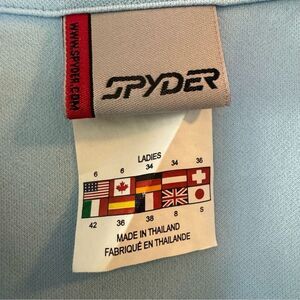 WWW.SPYDER.COM
SPYDER
LADIES
6 6 34 34 36
42 36 38 8 5
MADE IN THAILAND
FABRIQUÉ EN THAILANDE